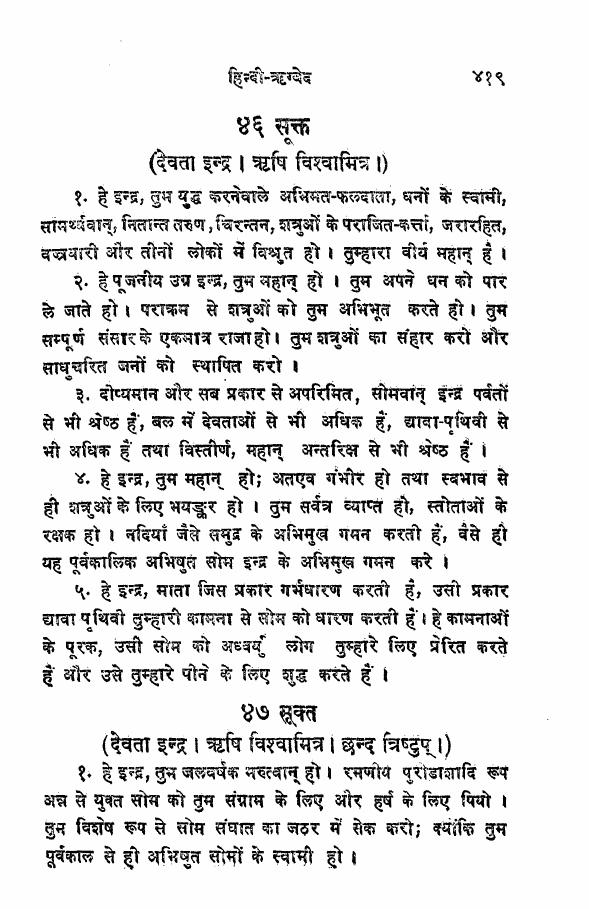 हिन्दी-ऋग्वेद ४१९
४६ सूक्त
(देवता इन्द्र । ऋषि विश्वामित्र ।)
१. हे इन्द्र, तुम युद्ध करनेवाले अभिमत-फलदाता, धनों के स्वामी,
सामर्थ्यवान्, नितान्त तरुण, चिरन्तन, शत्रुओं के पराजित-कर्त्ता, जरारहित,
वज्रधारी और तीनों लोकों में विश्रुत हो । तुम्हारा वीर्य महान् है ।
२. हे पूजनीय उग्र इन्द्र, तुम महान् हो । तुम अपने धन को पार
ले जाते हो । पराक्रम से शत्रुओं को तुम अभिभूत करते हो । तुम
सम्पूर्ण संसार के एकमात्र राजा हो। तुम शत्रुओं का संहार करो और
साधुचरित जनों को स्थापित करो ।
३. दीप्यमान और सब प्रकार से अपरिमित, सोमवान् इन्द्र पर्वतों
से भी श्रेष्ठ हैं, बल में देवताओं से भी अधिक हैं, द्यावा-पृथिवी से
भी अधिक हैं तथा विस्तीर्ण, महान् अन्तरिक्ष से भी श्रेष्ठ हैं ।
४. हे इन्द्र, तुम महान् हो; अतएव गंभीर हो तथा स्वभाव से
ही शत्रुओं के लिए भयङ्कर हो । तुम सर्वत्र व्याप्त हो, स्तोताओं के
रक्षक हो । नदियाँ जैसे समुद्र के अभिमुख गमन करती हैं, वैसे ही
यह पूर्वकालिक अभिषुत सोम इन्द्र के अभिमुख गमन करे ।
५. हे इन्द्र, माता जिस प्रकार गर्भधारण करती है, उसी प्रकार
द्यावा पृथिवी तुम्हारी कामना से सोम को धारण करती हैं। हे कामनाओं
के पूरक, उसी सोम को अध्वर्यु लोग तुम्हारे लिए प्रेरित करते
हैं और उसे तुम्हारे पीने के लिए शुद्ध करते हैं ।
४७ सूक्त
(देवता इन्द्र । ऋषि विश्वामित्र । छन्द त्रिष्टुप् ।)
१. हे इन्द्र, तुम जलवर्षक मरुत्वान् हो । रमणीय पुरोडाशादि रूप
अन्न से युक्त सोम को तुम संग्राम के लिए और हर्ष के लिए पियो ।
तुम विशेष रूप से सोम संघात का जठर में सेक करो; क्योंकि तुम
पूर्वकाल से ही अभिषुत सोमों के स्वामी हो ।